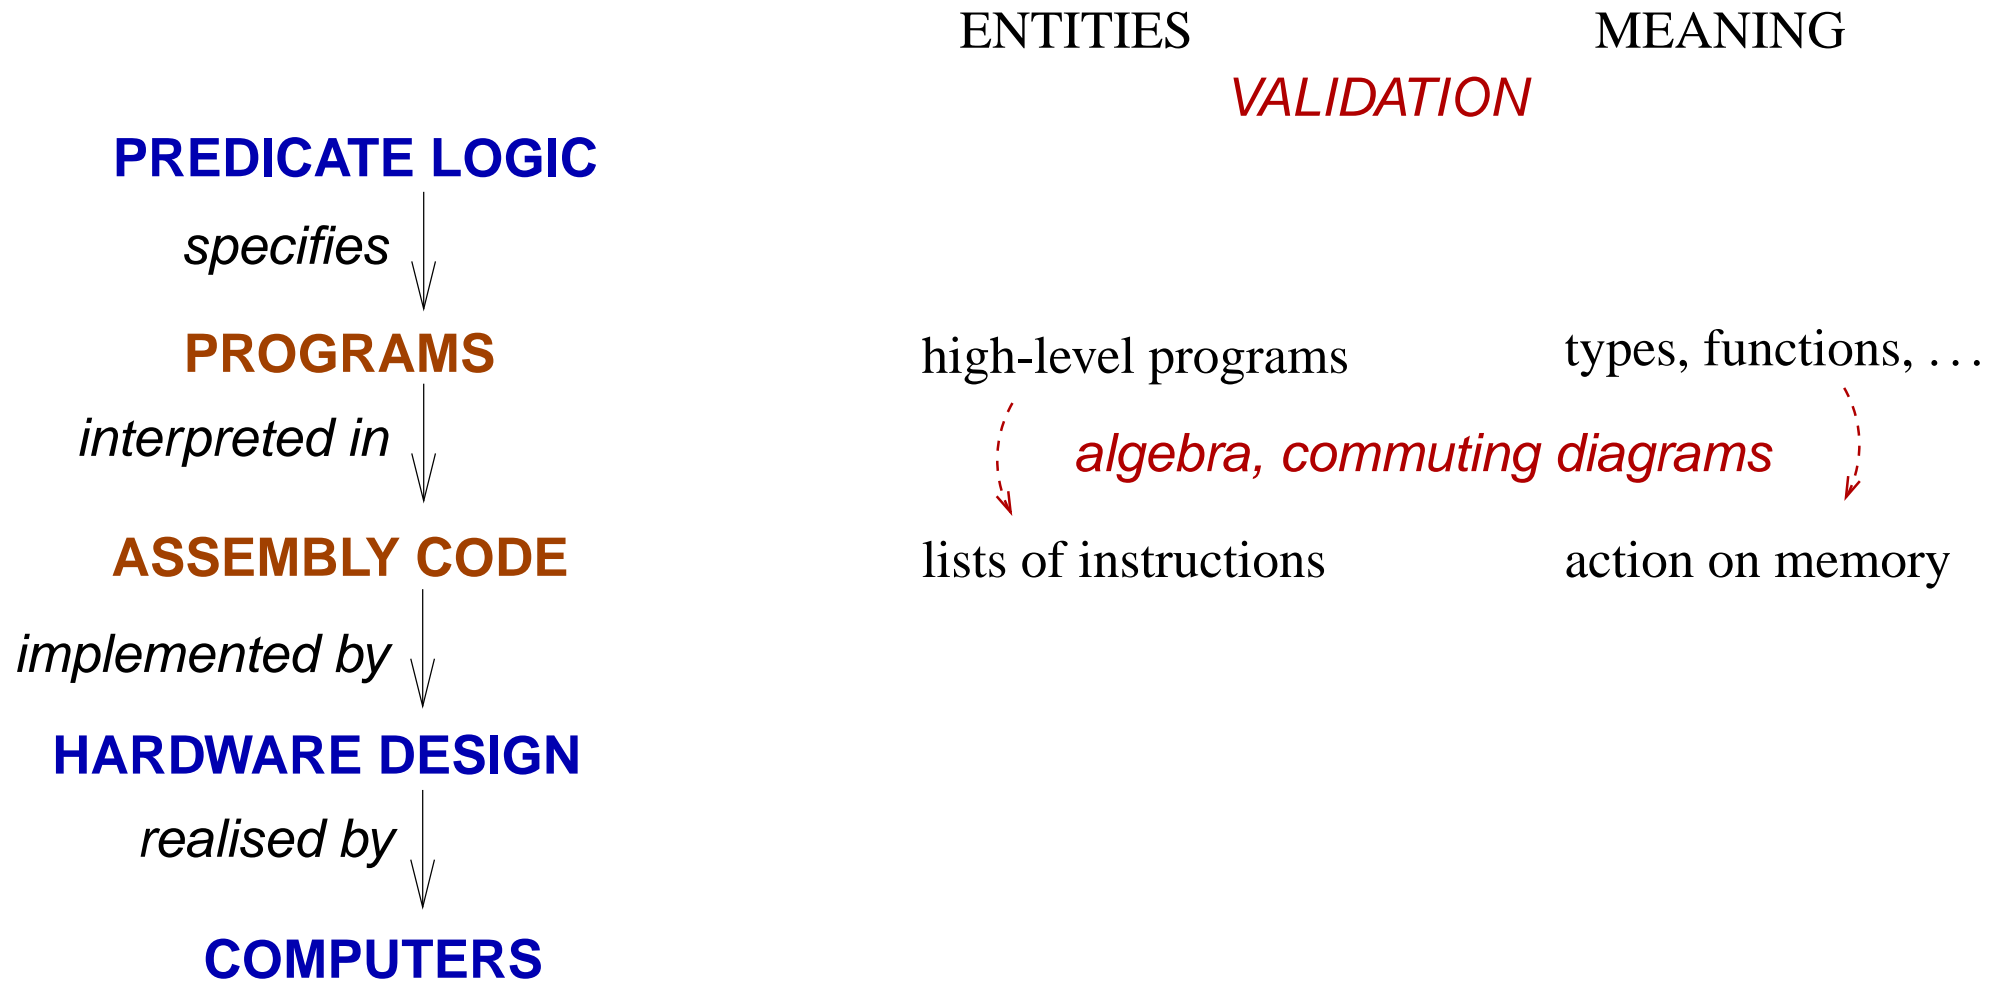 ENTITIES MEANING
VALIDATION
PREDICATE LOGIC
specifies
PROGRAMS high-level programs types, functions, ...
interpreted in algebra, commuting diagrams
ASSEMBLY CODE lists of instructions action on memory
implemented by
HARDWARE DESIGN
realised by
COMPUTERS